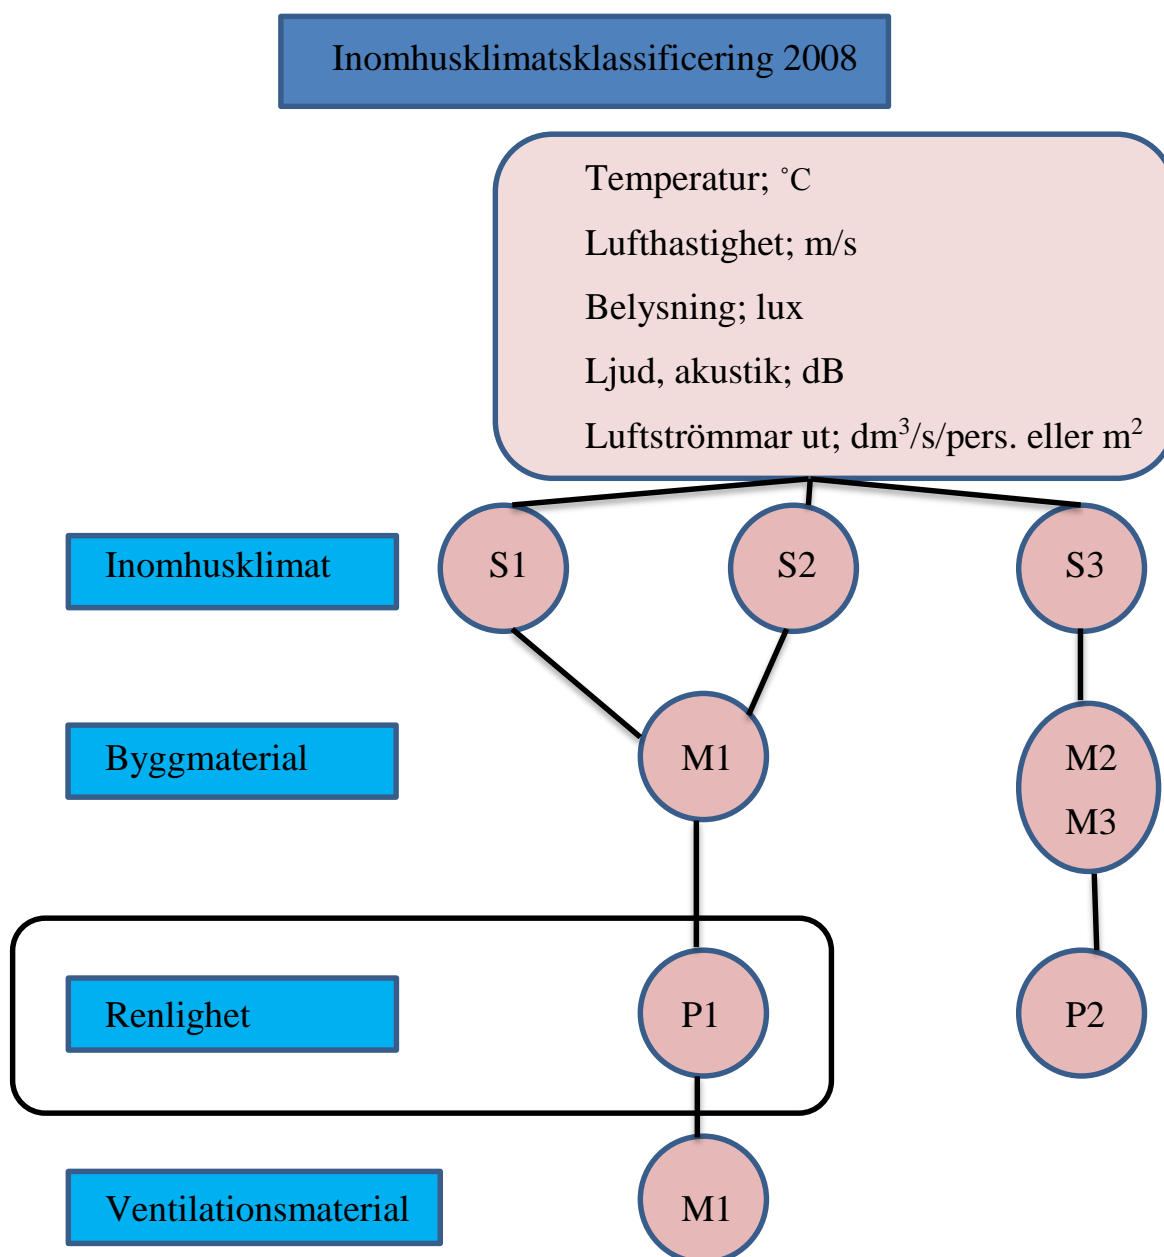 Inomhusklimatsklassificering 2008
Temperatur; ˚C
Lufthastighet; m/s
Belysning; lux
Ljud, akustik; dB
Luftströmmar ut; dm³/s/pers. eller m²
Inomhusklimat
S1
S2
S3
Byggmaterial
M1
M2
M3
Renlighet
P1
P2
Ventilationsmaterial
M1